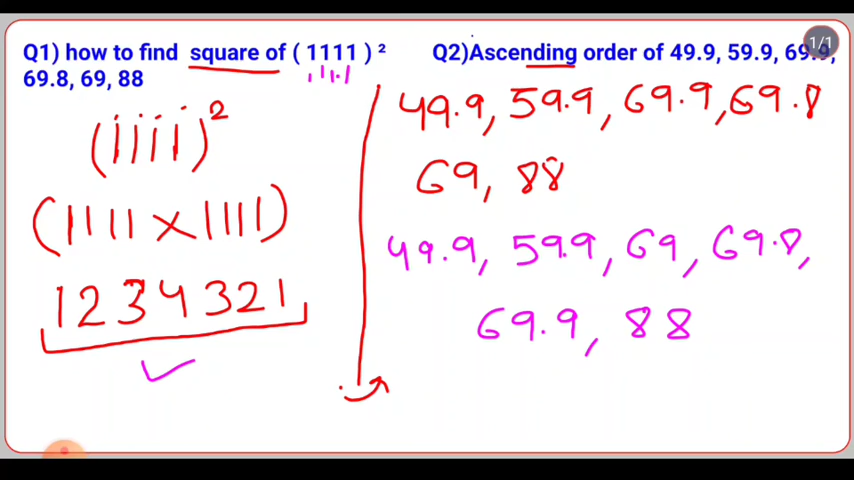 Q1) how to find square of ( 1111 ) ²
(1111)²
(1111 × 1111)
1234321
Q2)Ascending order of 49.9, 59.9, 69.9,
69.8, 69, 88
49.9, 59.9, 69.9, 69.8
69, 88
49.9, 59.9, 69, 69.8,
69.9, 88
1/1